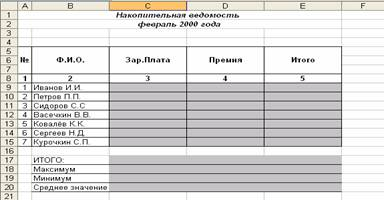 A B C D E F
1 Накопительная ведомость
2 февраль 2000 года
3
4
5 № Ф.И.О. Зар.Плата Премия Итого
8 1 2 3 4 5
9 1 Иванов И.И.
10 2 Петров П.П.
11 3 Сидоров С.С
12 4 Васечкин В.В.
13 5 Ковалёв К.К.
14 6 Сергеев Н.Д.
15 7 Курочкин С.П.
16
17 ИТОГО:
18 Максимум
19 Минимум
20 Среднее значение
21